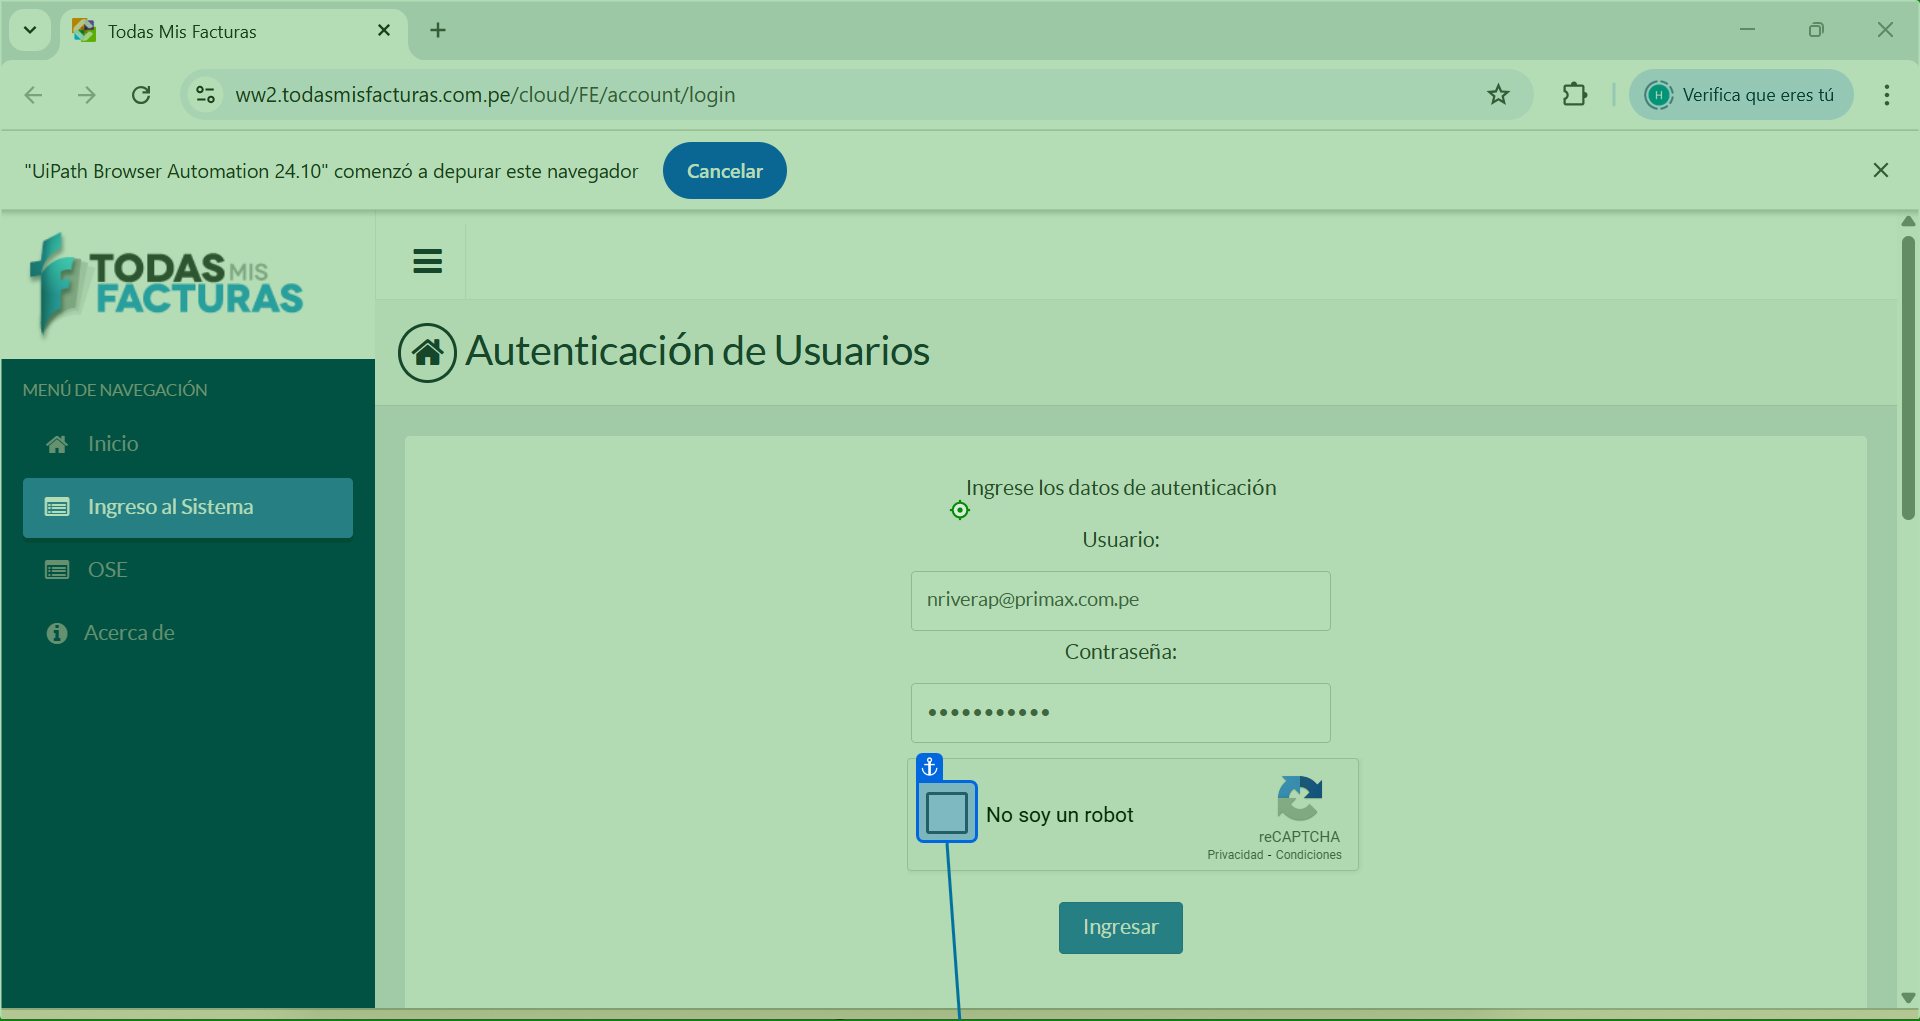 Todas Mis Facturas
ww2.todasmisfacturas.com.pe/cloud/FE/account/login
H Verifica que eres tú
"UiPath Browser Automation 24.10" comenzó a depurar este navegador
Cancelar
TODAS MIS
FACTURAS
Autenticación de Usuarios
MENÚ DE NAVEGACIÓN
Inicio
Ingreso al Sistema
OSE
Acerca de
Ingrese los datos de autenticación
Usuario:
nriverap@primax.com.pe
Contraseña:
•••••••••••
No soy un robot
reCAPTCHA
Privacidad - Condiciones
Ingresar